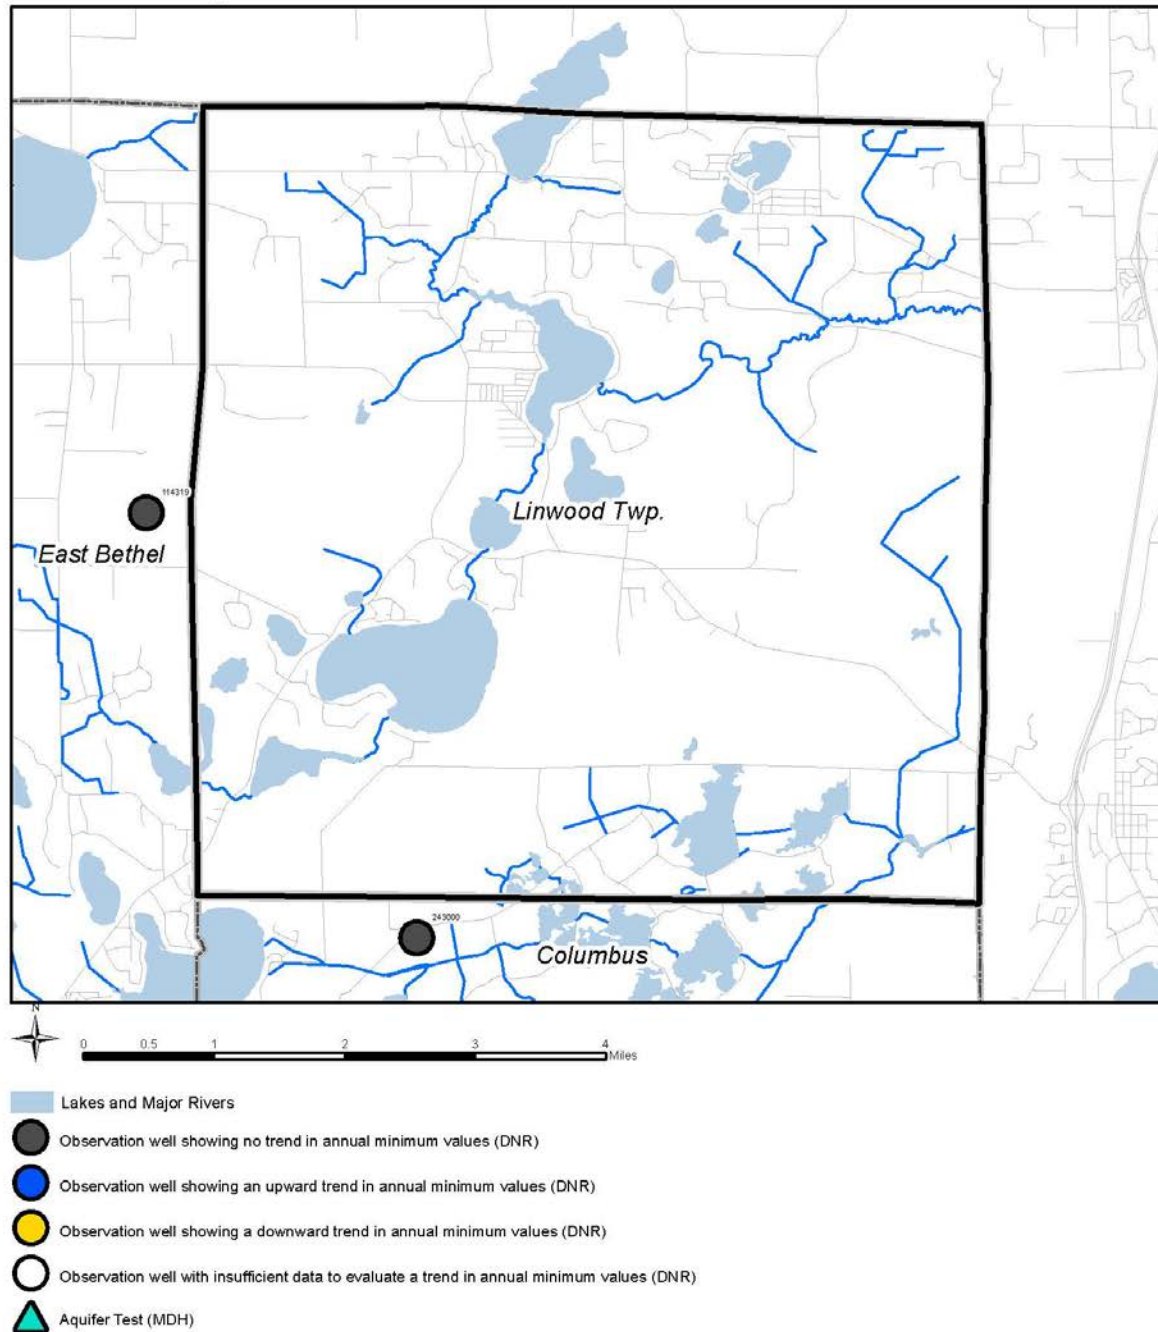 114319
Linwood Twp.
East Bethel
243000
Columbus
N
0 0.5 1 2 3 4
Miles
Lakes and Major Rivers
Observation well showing no trend in annual minimum values (DNR)
Observation well showing an upward trend in annual minimum values (DNR)
Observation well showing a downward trend in annual minimum values (DNR)
Observation well with insufficient data to evaluate a trend in annual minimum values (DNR)
Aquifer Test (MDH)